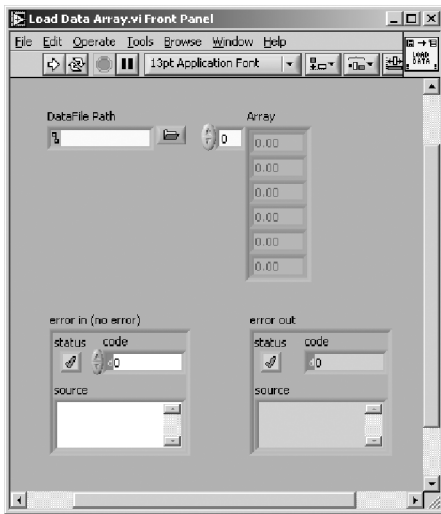 Load Data Array.vi Front Panel
File Edit Operate Tools Browse Window Help
13pt Application Font
LOAD
DATA
DataFile Path
Array
0
0.00
0.00
0.00
0.00
0.00
0.00
error in (no error)
status code
0
source
error out
status code
0
source